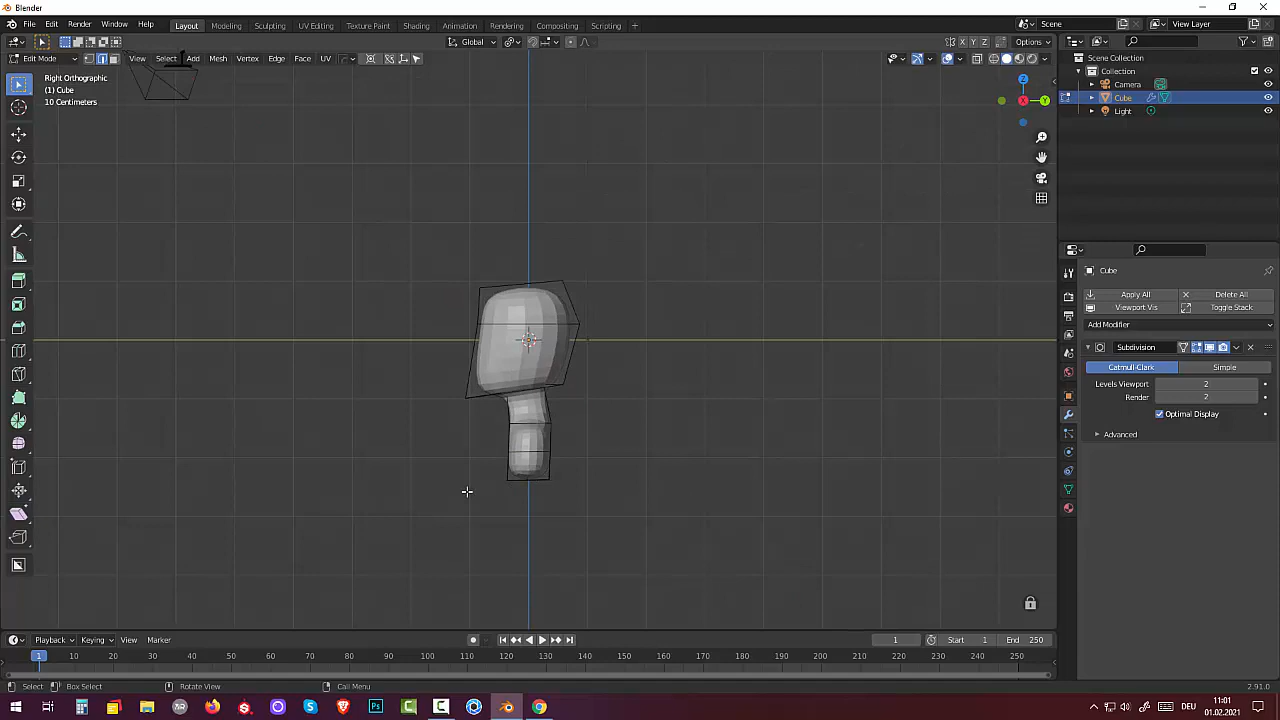 Blender
File Edit Render Window Help Layout Modeling Sculpting UV Editing Texture Paint Shading Animation Rendering Compositing Scripting + Scene View Layer
Global X Y Z Options
Edit Mode View Select Add Mesh Vertex Edge Face UV
Right Orthographic
(1) Cube
10 Centimeters
Z
X
Y
Scene Collection
Collection
Camera
Cube
Light
Cube
Apply All Delete All
Viewport Vis Toggle Stack
Add Modifier
Subdivision
Catmull-Clark Simple
Levels Viewport 2
Render 2
Optimal Display
Advanced
Playback Keying View Marker 1 Start 1 End 250
1 10 20 30 40 50 60 70 80 90 100 110 120 130 140 150 160 170 180 190 200 210 220 230 240 250
Select Box Select Rotate View Call Menu 2.91.0
DEU 11:01
01.02.2021